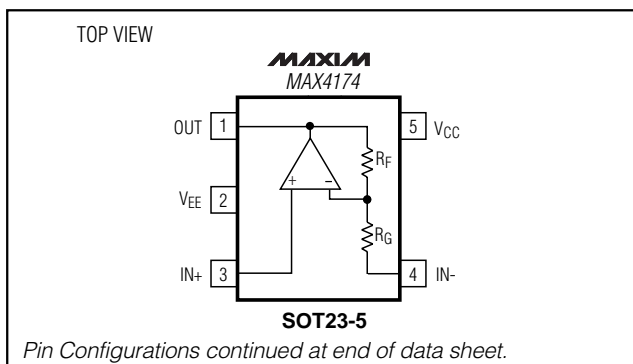 TOP VIEW
MAXIM
MAX4174
OUT 1
5 VCC
RF
+ −
VEE 2
RG
IN+ 3
4 IN-
SOT23-5
Pin Configurations continued at end of data sheet.